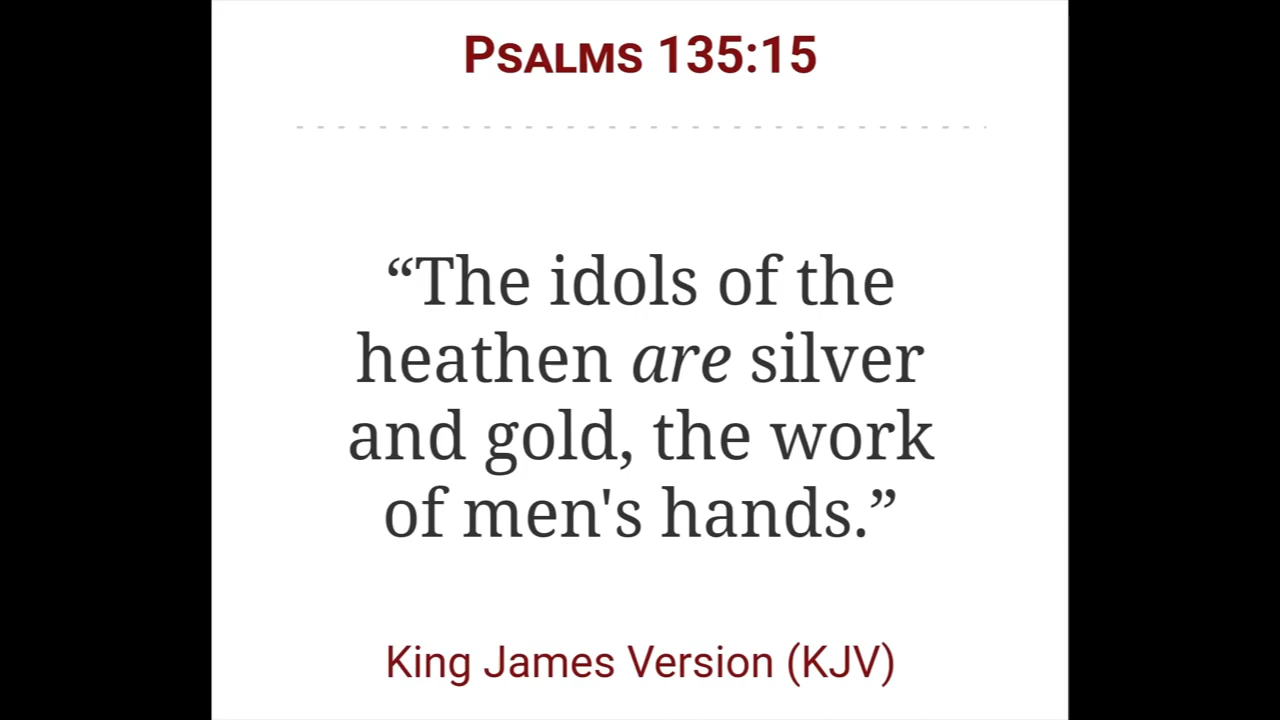 Psalms 135:15
“The idols of the
heathen are silver
and gold, the work
of men's hands.”
King James Version (KJV)